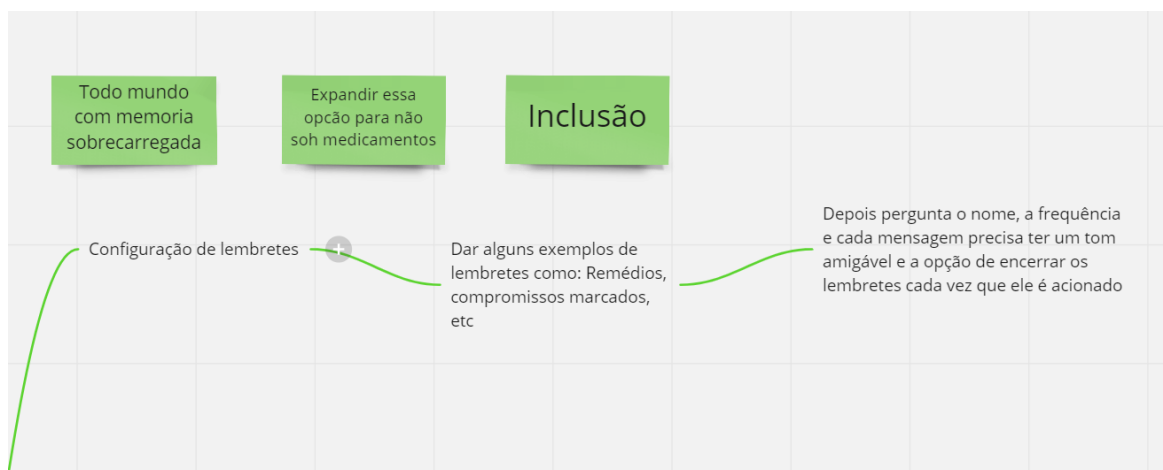 Todo mundo
com memoria
sobrecarregada
Expandir essa
opcão para não
soh medicamentos
Inclusão
Configuração de lembretes
Dar alguns exemplos de
lembretes como: Remédios,
compromissos marcados,
etc
Depois pergunta o nome, a frequência
e cada mensagem precisa ter um tom
amigável e a opção de encerrar os
lembretes cada vez que ele é acionado